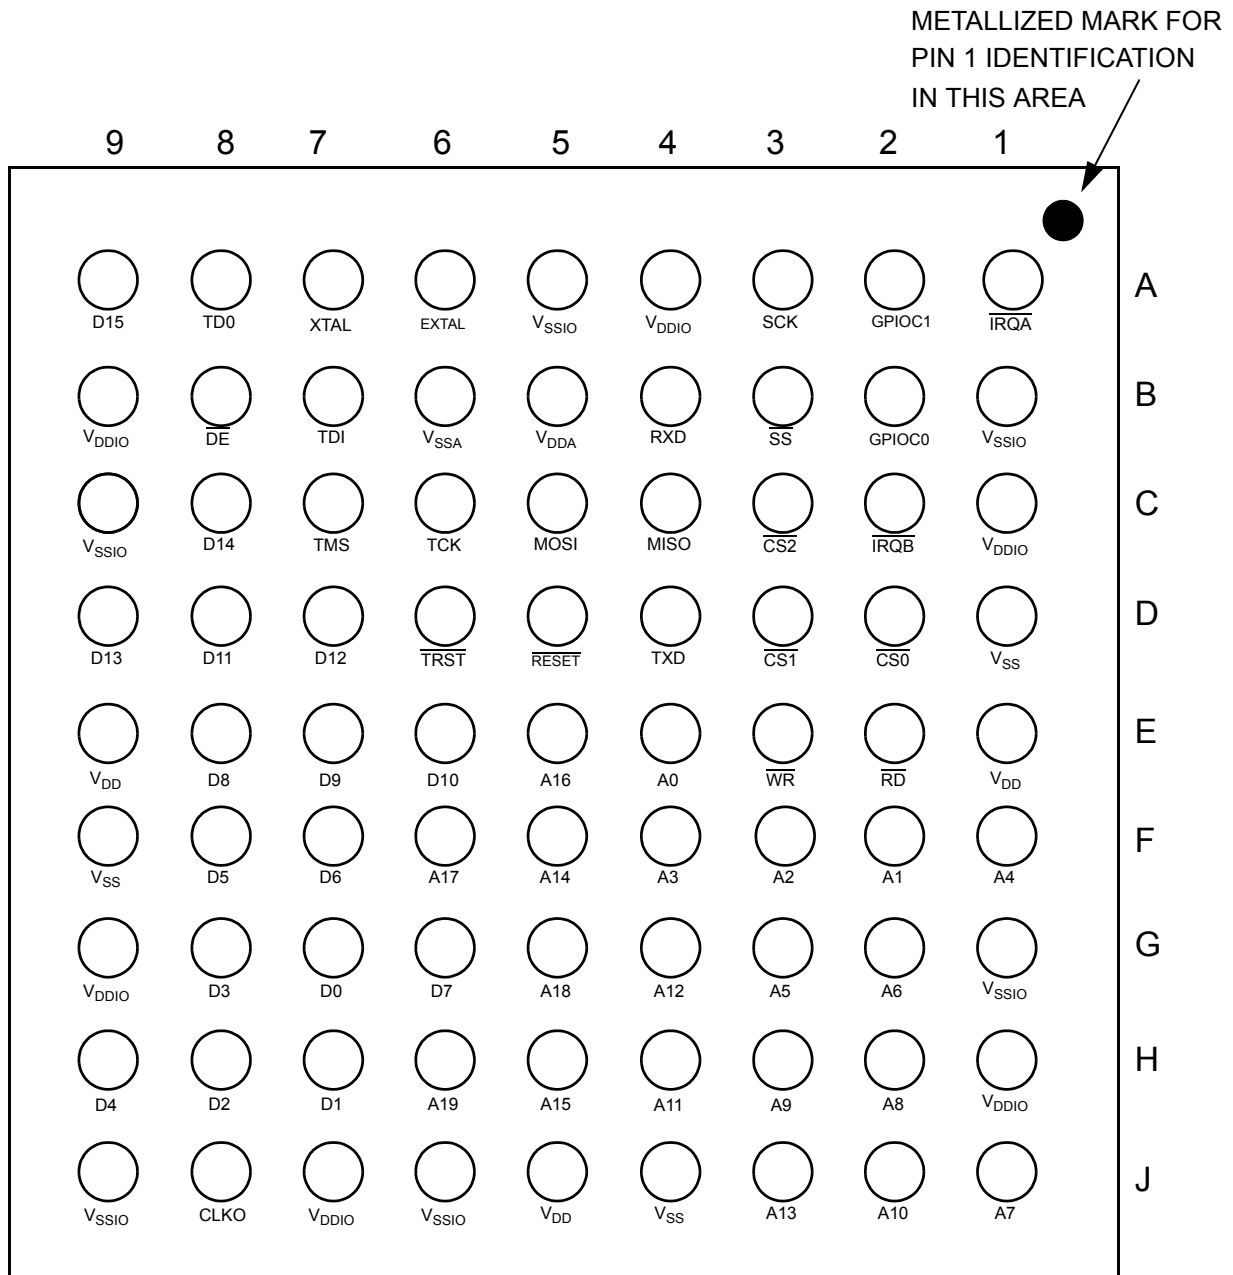 METALLIZED MARK FOR
PIN 1 IDENTIFICATION
IN THIS AREA
9 8 7 6 5 4 3 2 1
A
D15 TD0 XTAL EXTAL VSSIO VDDIO SCK GPIOC1 IRQA
B
VDDIO DE TDI VSSA VDDA RXD SS GPIOC0 VSSIO
C
VSSIO D14 TMS TCK MOSI MISO CS2 IRQB VDDIO
D
D13 D11 D12 TRST RESET TXD CS1 CS0 VSS
E
VDD D8 D9 D10 A16 A0 WR RD VDD
F
VSS D5 D6 A17 A14 A3 A2 A1 A4
G
VDDIO D3 D0 D7 A18 A12 A5 A6 VSSIO
H
D4 D2 D1 A19 A15 A11 A9 A8 VDDIO
J
VSSIO CLKO VDDIO VSSIO VDD VSS A13 A10 A7